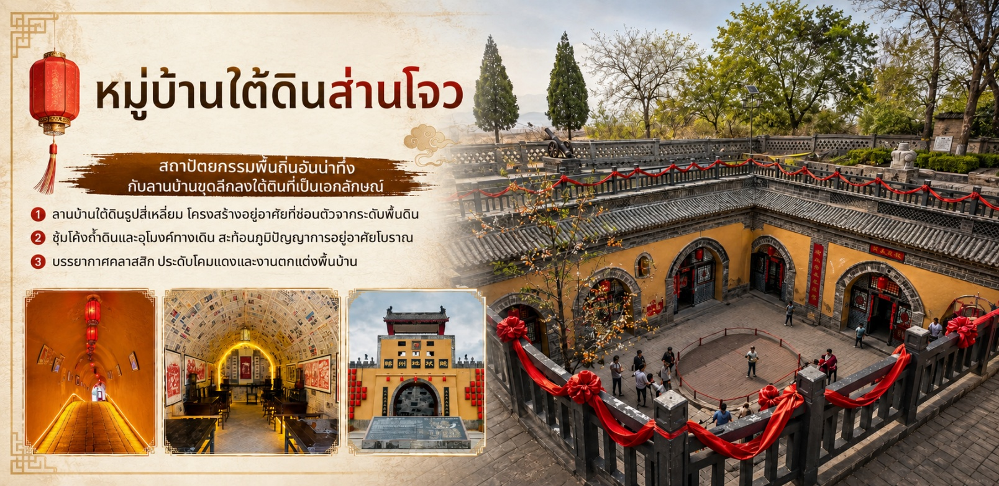 หมู่บ้านใต้ดินส่านโจว
สถาปัตยกรรมพื้นถิ่นอันน่าทึ่ง
กับลานบ้านขุดลึกลงใต้ตินที่เป็นเอกลักษณ์
1 ลานบ้านใต้ดินรูปสี่เหลี่ยม โครงสร้างอยู่อาศัยที่ซ่อนตัวจากระดับพื้นดิน
2 ซุ้มโค้งถ้ำดินและอุโมงค์ทางเดิน สะท้อนภูมิปัญญาการอยู่อาศัยโบราณ
3 บรรยากาศคลาสสิก ประดับโคมแดงและงานตกแต่งพื้นบ้าน